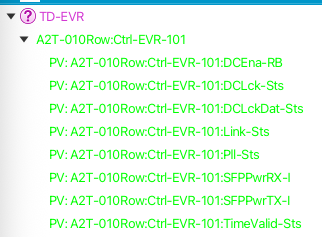 TD-EVR
A2T-010Row:Ctrl-EVR-101
PV: A2T-010Row:Ctrl-EVR-101:DCEna-RB
PV: A2T-010Row:Ctrl-EVR-101:DCLck-Sts
PV: A2T-010Row:Ctrl-EVR-101:DCLckDat-Sts
PV: A2T-010Row:Ctrl-EVR-101:Link-Sts
PV: A2T-010Row:Ctrl-EVR-101:Pll-Sts
PV: A2T-010Row:Ctrl-EVR-101:SFPPwrRX-I
PV: A2T-010Row:Ctrl-EVR-101:SFPPwrTX-I
PV: A2T-010Row:Ctrl-EVR-101:TimeValid-Sts